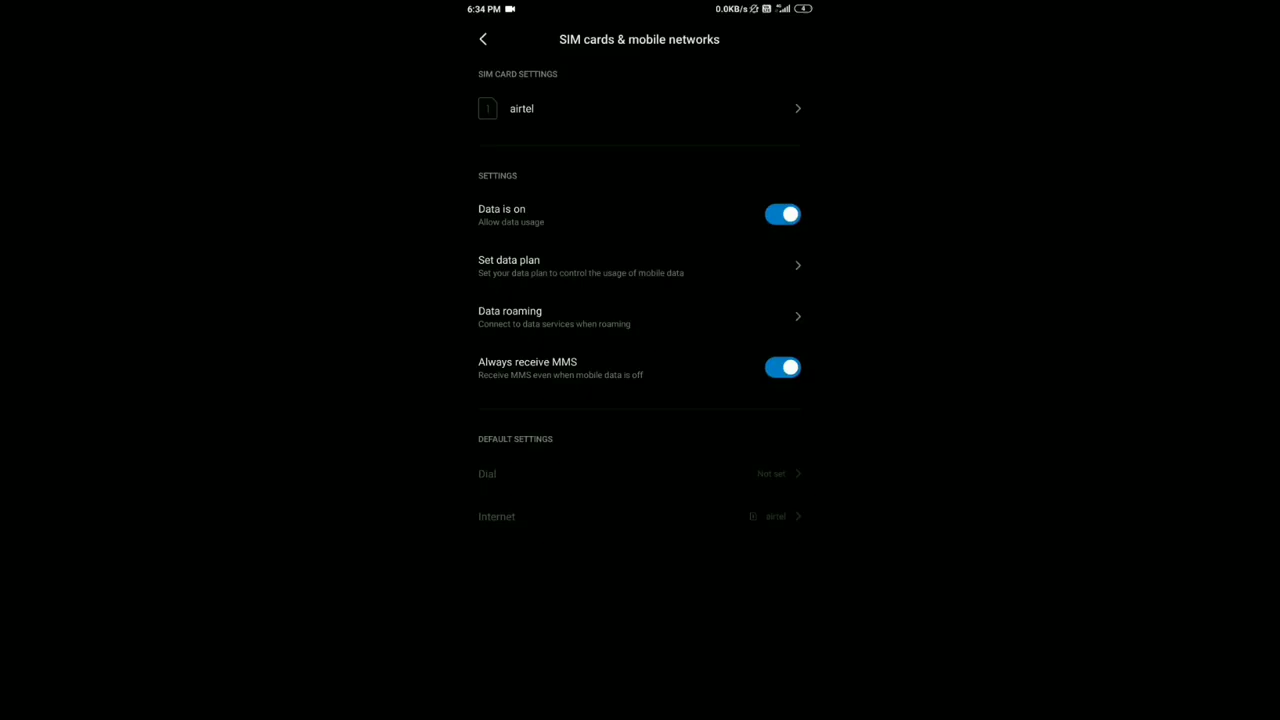 6:34 PM 0.0KB/s 4G 4
SIM cards & mobile networks
SIM CARD SETTINGS
1 airtel
SETTINGS
Data is on
Allow data usage
Set data plan
Set your data plan to control the usage of mobile data
Data roaming
Connect to data services when roaming
Always receive MMS
Receive MMS even when mobile data is off
DEFAULT SETTINGS
Dial Not set
Internet airtel